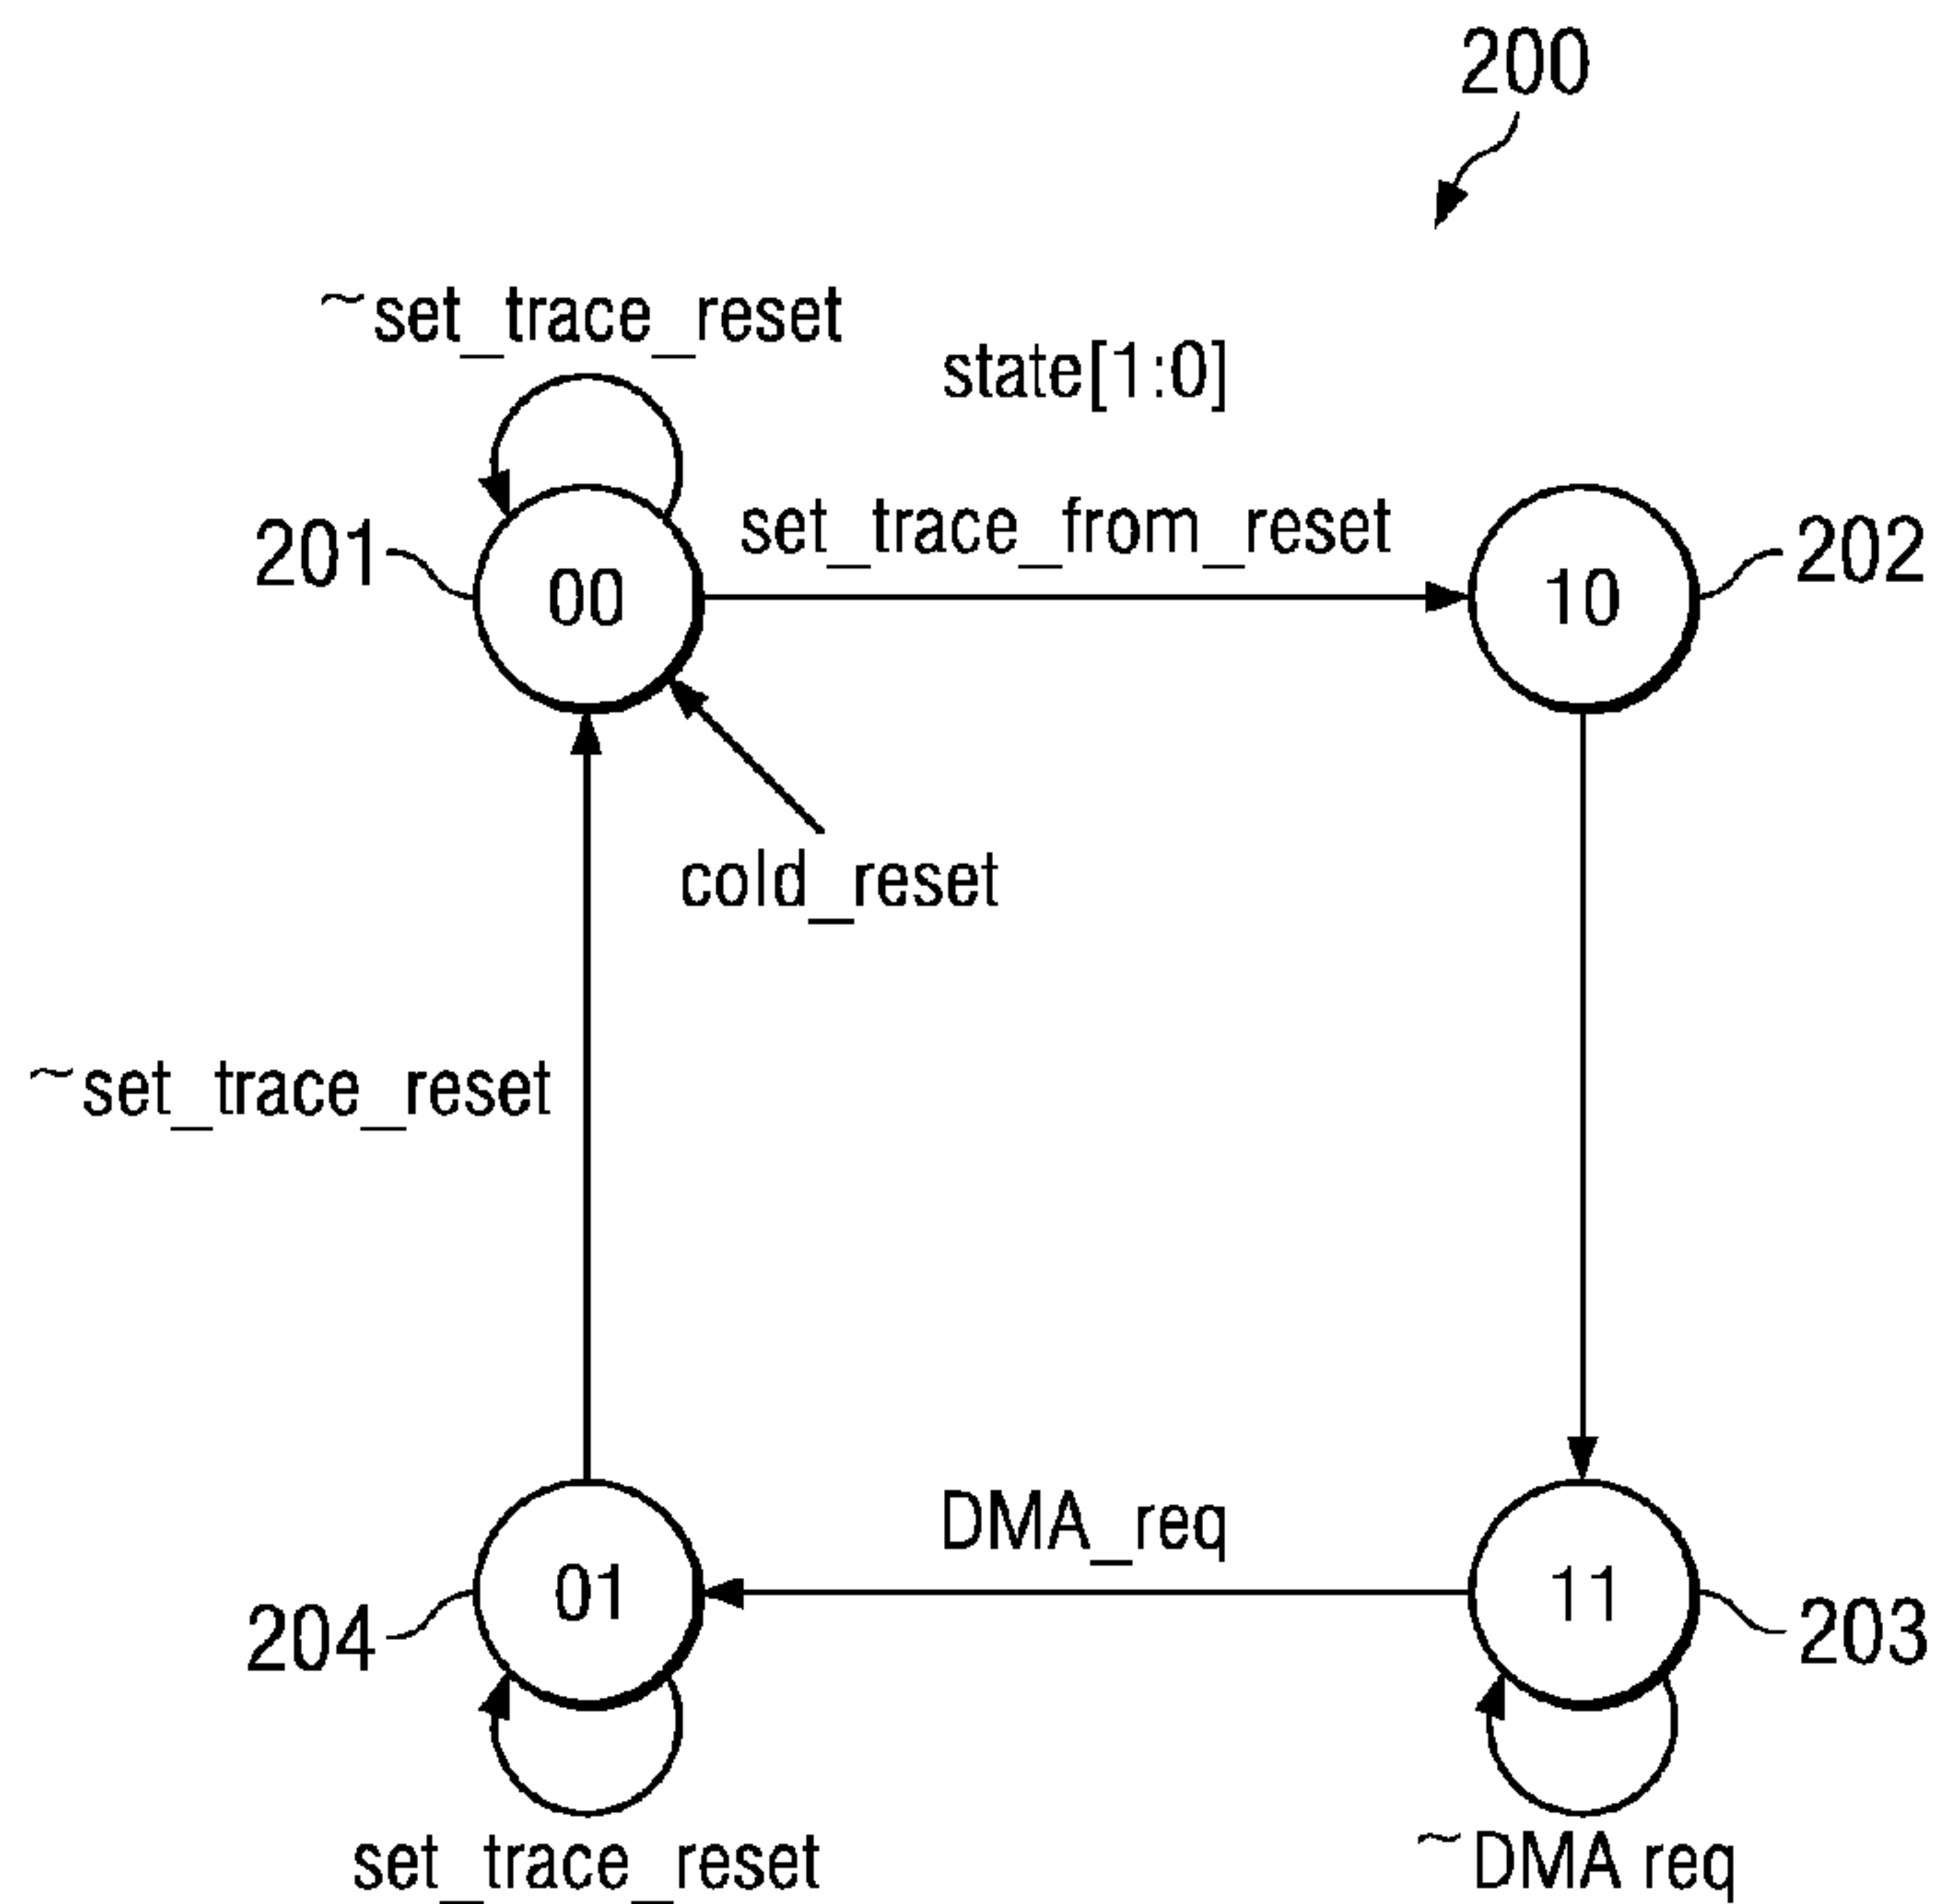 200
~set_trace_reset
state[1:0]
set_trace_from_reset
201
00
10
202
cold_reset
~set_trace_reset
DMA_req
01
11
204
203
set_trace_reset
~DMA req